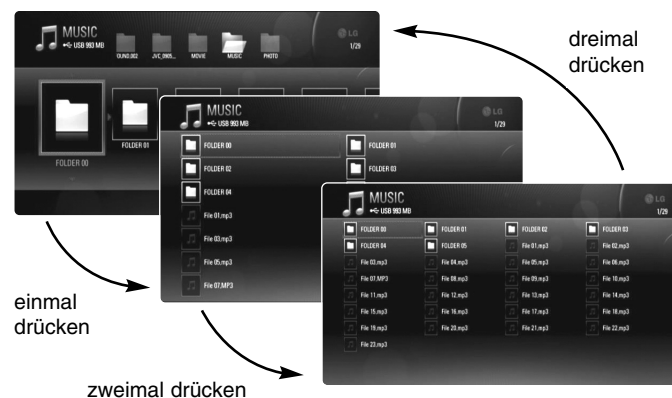 MUSIC
USB 993 MB
OUND.002 JVC_0905... MOVIE MUSIC PHOTO
LG
1/29
FOLDER 00
FOLDER 01
dreimal
drücken
MUSIC
USB 993 MB
LG
1/29
FOLDER 00 FOLDER 01
FOLDER 02 FOLDER 03
FOLDER 04
File 01.mp3
File 03.mp3
File 05.mp3
File 07.MP3
MUSIC
USB 993 MB
LG
1/29
FOLDER 00 FOLDER 01 FOLDER 02 FOLDER 03
FOLDER 04 FOLDER 05 File 01.mp3 File 02.mp3
File 03.mp3 File 04.mp3 File 05.mp3 File 06.mp3
File 07.MP3 File 08.mp3 File 09.mp3 File 10.mp3
File 11.mp3 File 12.mp3 File 13.mp3 File 14.mp3
File 15.mp3 File 16.mp3 File 17.mp3 File 18.mp3
File 19.mp3 File 20.mp3 File 21.mp3 File 22.mp3
File 23.mp3
einmal
drücken
zweimal drücken